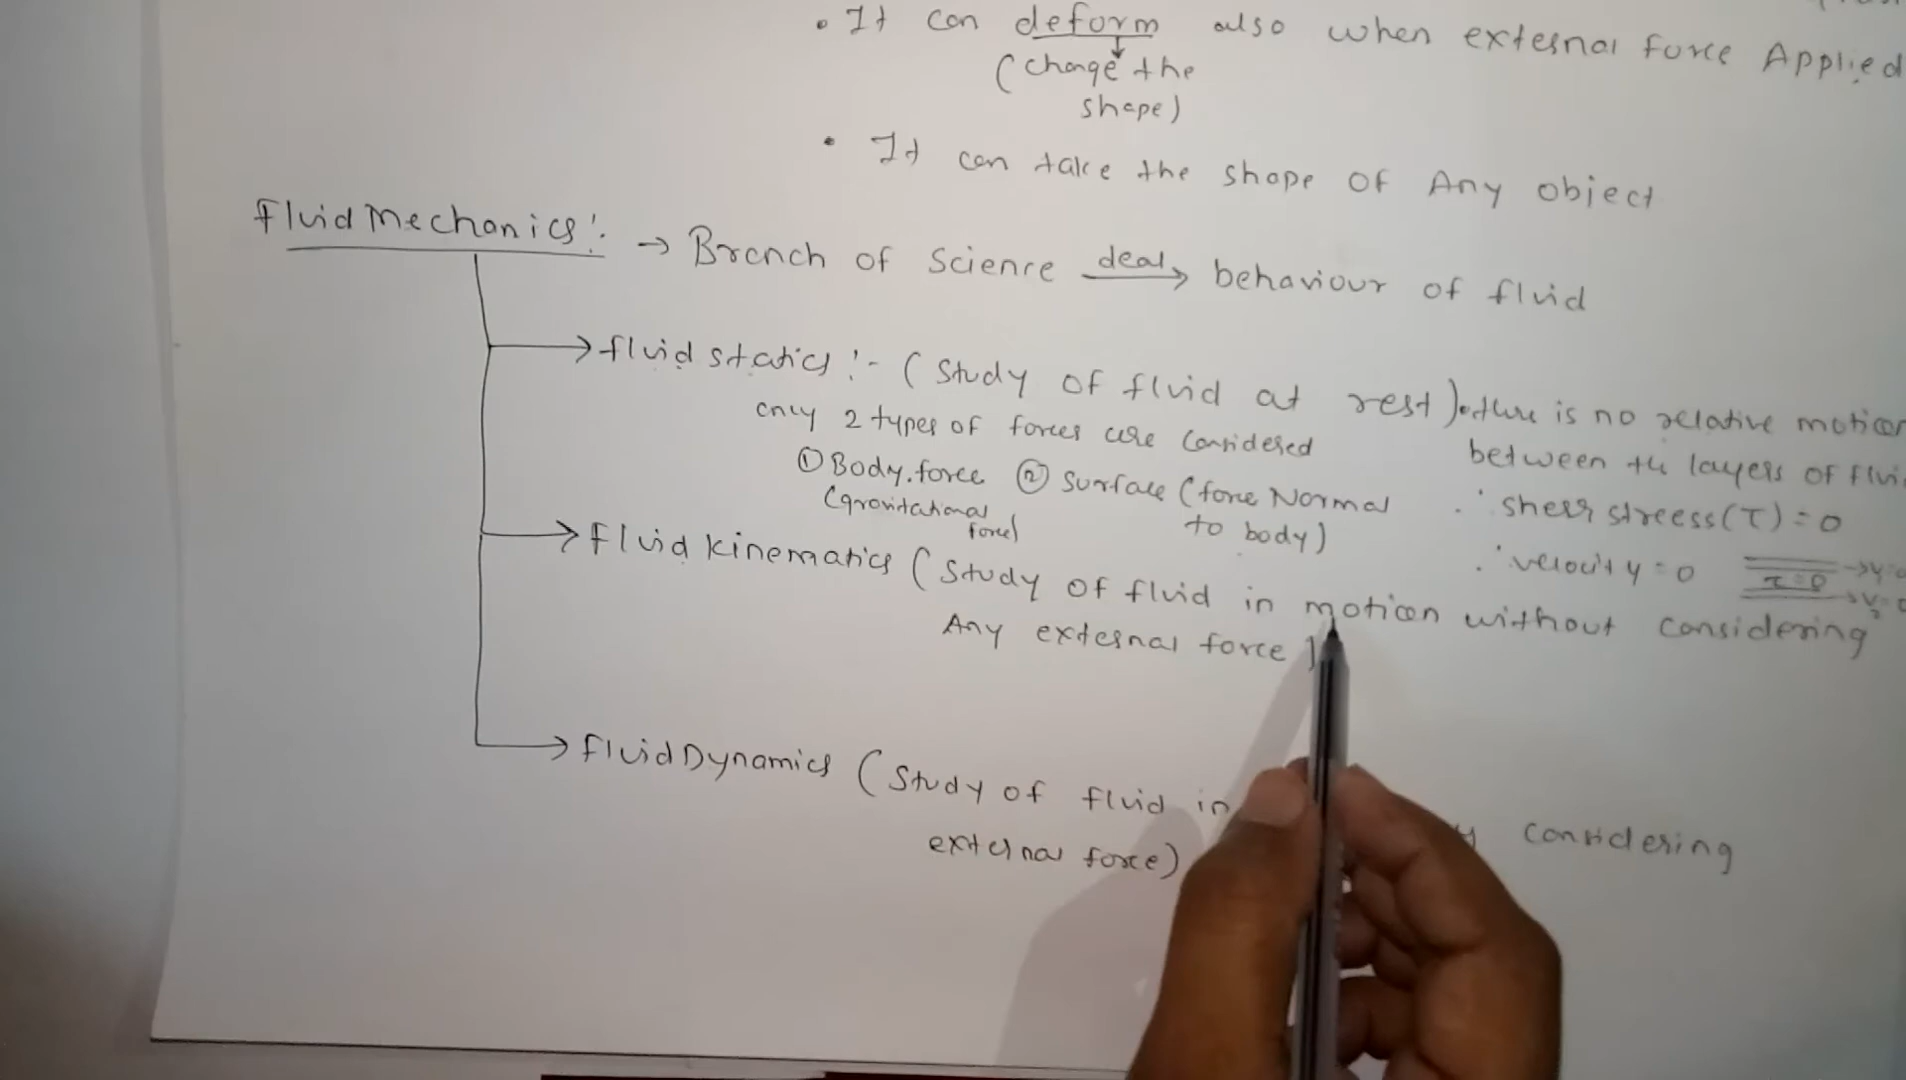 • It can deform also when external force Applied
(change the
shape)
• It can take the shape of Any object
Fluid Mechanics :- → Branch of science deal → behaviour of fluid
→ fluid statics :- (study of fluid at rest) • there is no relative motion
only 2 types of forces are considered
between the layers of
① Body force ② surface (force Normal
(gravitational
force)
to body)
∴ shear streess (τ) = 0
∴ velocity = 0
τ = 0
→ fluid kinematics (study of fluid in motion without considering
Any external force)
→ fluid Dynamics (study of fluid in considering
external force)